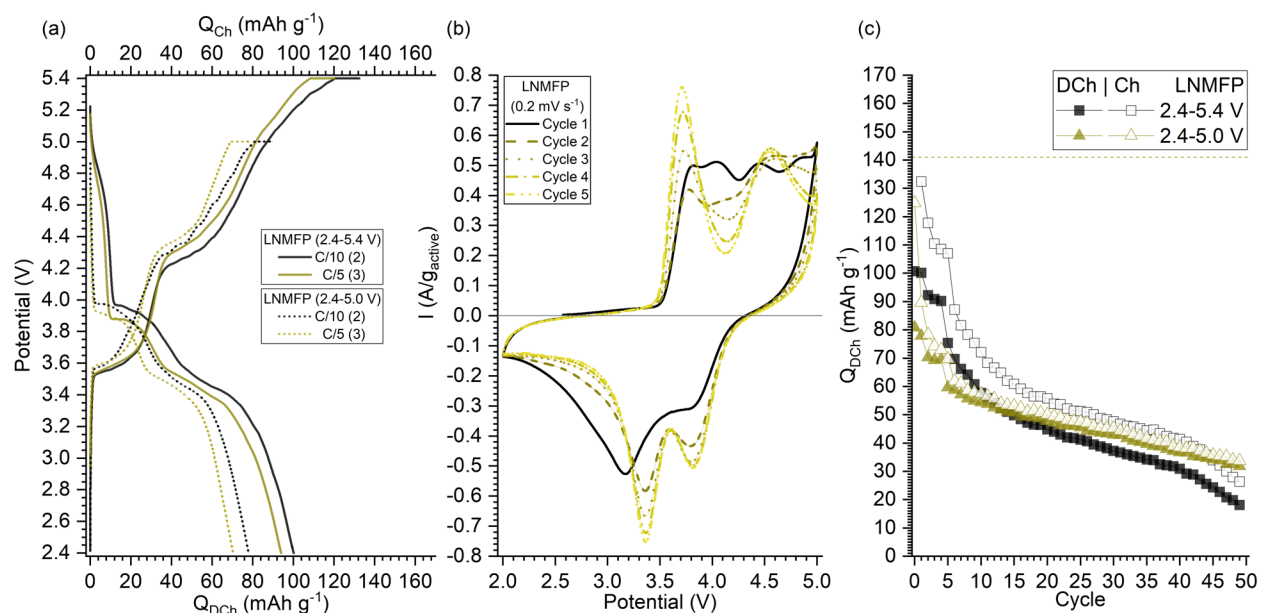 (a)
Q_Ch (mAh g⁻¹)
0 20 40 60 80 100 120 140 160
5.4
5.2
5.0
4.8
4.6
4.4
4.2
4.0
3.8
3.6
3.4
3.2
3.0
2.8
2.6
2.4
Potential (V)
LNMFP (2.4-5.4 V)
C/10 (2)
C/5 (3)
LNMFP (2.4-5.0 V)
C/10 (2)
C/5 (3)
0 20 40 60 80 100 120 140 160
Q_DCh (mAh g⁻¹)
(b)
0.8
0.7
0.6
0.5
0.4
0.3
0.2
0.1
0.0
-0.1
-0.2
-0.3
-0.4
-0.5
-0.6
-0.7
-0.8
I (A/g_active)
LNMFP
(0.2 mV s⁻¹)
Cycle 1
Cycle 2
Cycle 3
Cycle 4
Cycle 5
2.0 2.5 3.0 3.5 4.0 4.5 5.0
Potential (V)
(c)
170
160
150
140
130
120
110
100
90
80
70
60
50
40
30
20
10
0
Q_DCh (mAh g⁻¹)
DCh | Ch LNMFP
2.4-5.4 V
2.4-5.0 V
0 5 10 15 20 25 30 35 40 45 50
Cycle